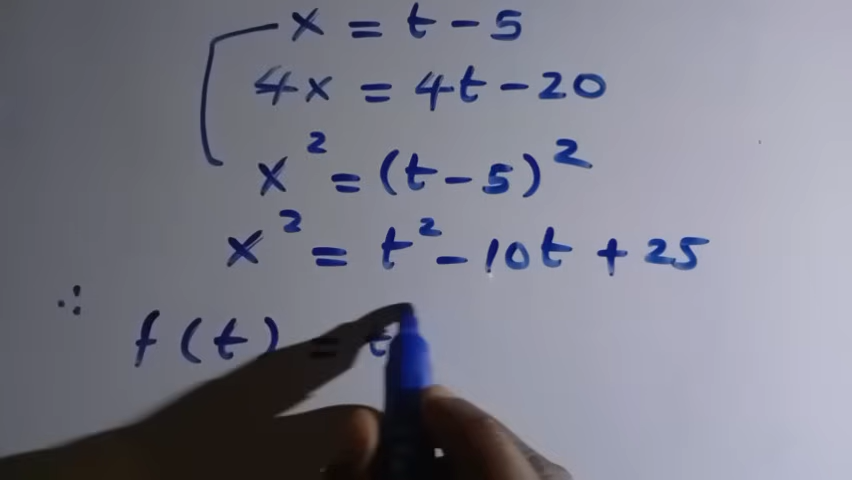 x = t - 5
4x = 4t - 20
x² = (t - 5)²
x² = t² - 10t + 25
∴
f(t) = t